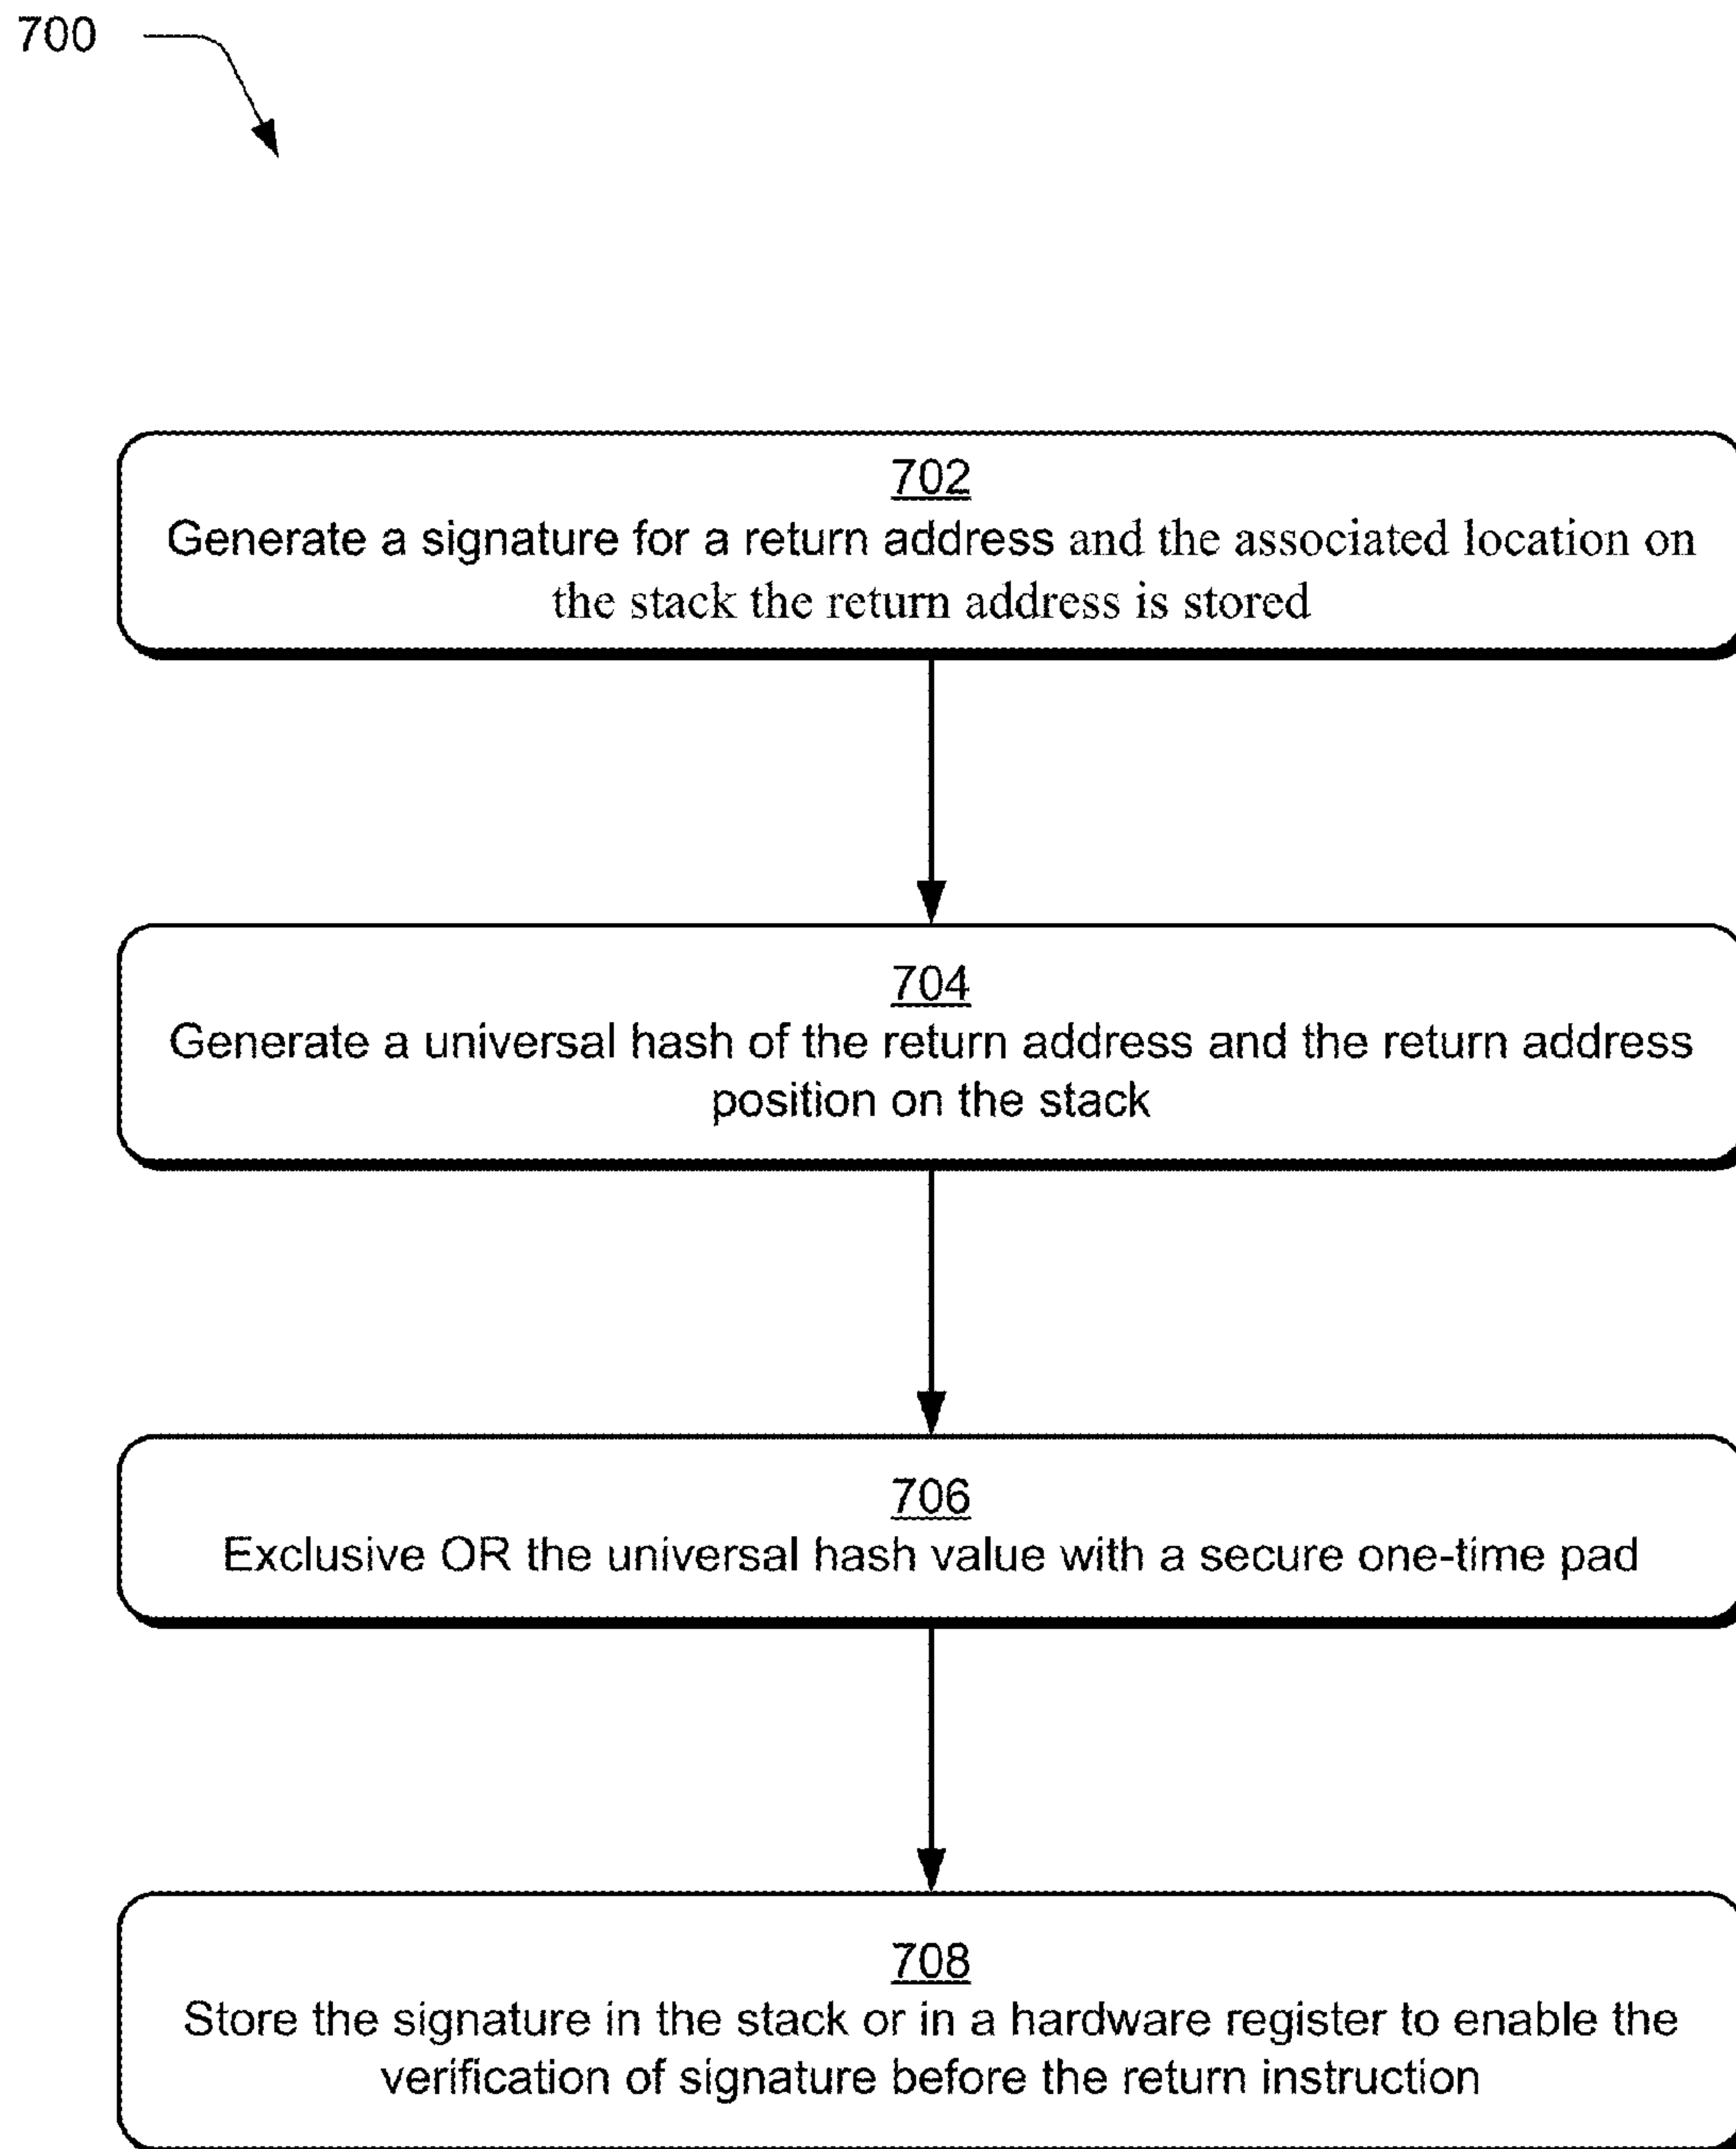 700
702
Generate a signature for a return address and the associated location on
the stack the return address is stored
704
Generate a universal hash of the return address and the return address
position on the stack
706
Exclusive OR the universal hash value with a secure one-time pad
708
Store the signature in the stack or in a hardware register to enable the
verification of signature before the return instruction